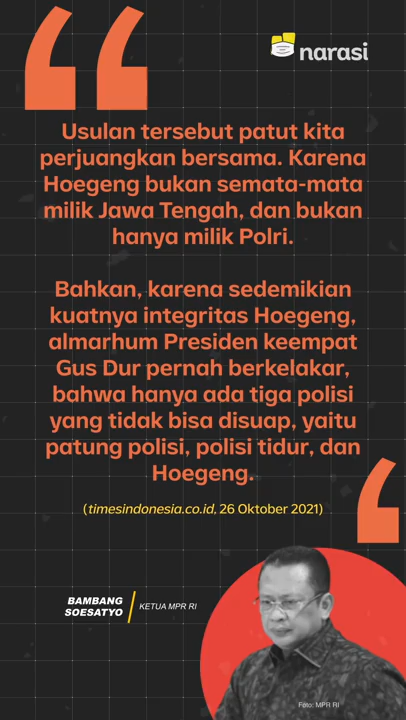 narasi
Usulan tersebut patut kita
perjuangkan bersama. Karena
Hoegeng bukan semata-mata
milik Jawa Tengah, dan bukan
hanya milik Polri.
Bahkan, karena sedemikian
kuatnya integritas Hoegeng,
almarhum Presiden keempat
Gus Dur pernah berkelakar,
bahwa hanya ada tiga polisi
yang tidak bisa disuap, yaitu
patung polisi, polisi tidur, dan
Hoegeng.
(timesindonesia.co.id, 26 Oktober 2021)
BAMBANG
SOESATYO
KETUA MPR RI
Foto: MPR RI